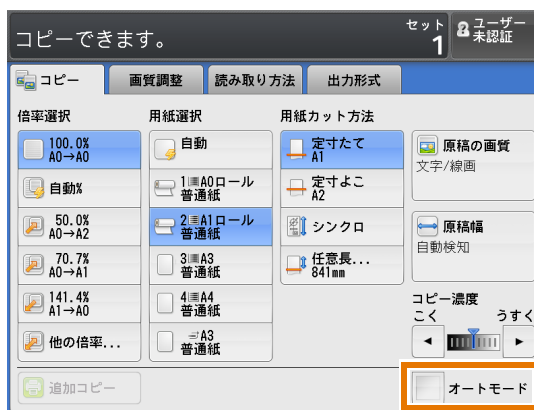 コピーできます。
セット
1
ユーザー
未認証
コピー
画質調整
読み取り方法
出力形式
倍率選択
100.0%
A0→A0
自動%
50.0%
A0→A2
70.7%
A0→A1
141.4%
A1→A0
他の倍率...
用紙選択
自動
1 A0ロール
普通紙
2 A1ロール
普通紙
3 A3
普通紙
4 A4
普通紙
A3
普通紙
用紙カット方法
定寸たて
A1
定寸よこ
A2
シンクロ
任意長...
841mm
原稿の画質
文字/線画
原稿幅
自動検知
コピー濃度
こく うすく
追加コピー
オートモード